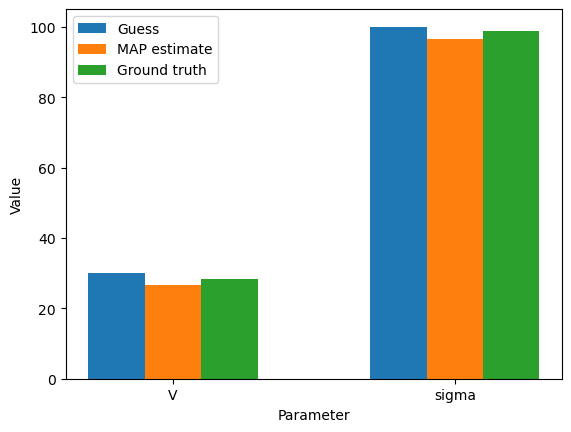 Guess
MAP estimate
Ground truth
100
80
60
40
20
0
Value
V
sigma
Parameter